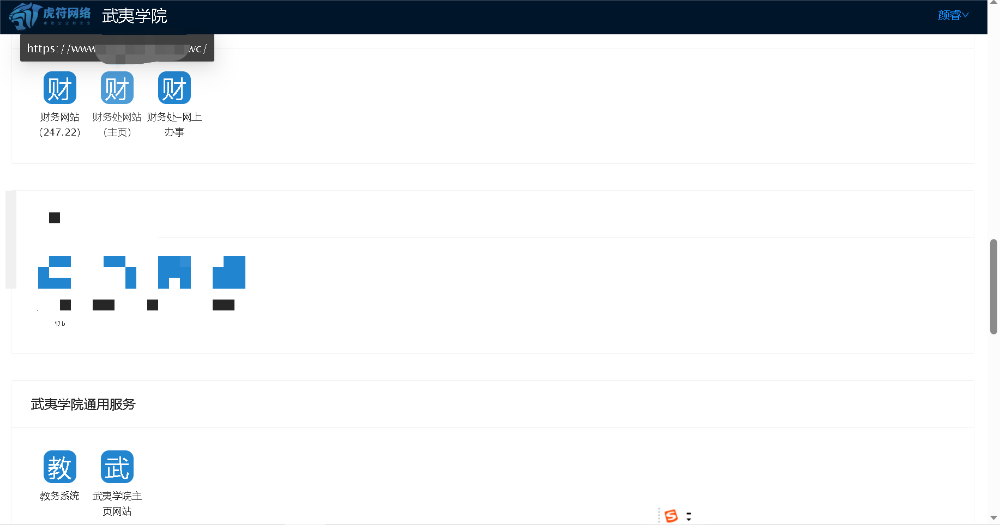 虎符网络
武夷学院
颜睿
https://www
wc/
财
财
财
财务网站
(247.22)
财务处网站
(主页)
财务处-网上
办事
武夷学院通用服务
教
武
教务系统
武夷学院主
页网站